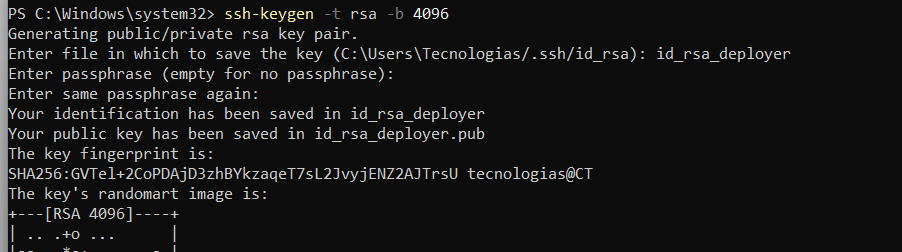 PS C:\Windows\system32> ssh-keygen -t rsa -b 4096
Generating public/private rsa key pair.
Enter file in which to save the key (C:\Users\Tecnologias/.ssh/id_rsa): id_rsa_deployer
Enter passphrase (empty for no passphrase):
Enter same passphrase again:
Your identification has been saved in id_rsa_deployer
Your public key has been saved in id_rsa_deployer.pub
The key fingerprint is:
SHA256:GVTel+2CoPDAjD3zhBYkzaqeT7sL2JvyjENZ2AJTrsU tecnologias@CT
The key's randomart image is:
+---[RSA 4096]----+
| .. .+o ...      |